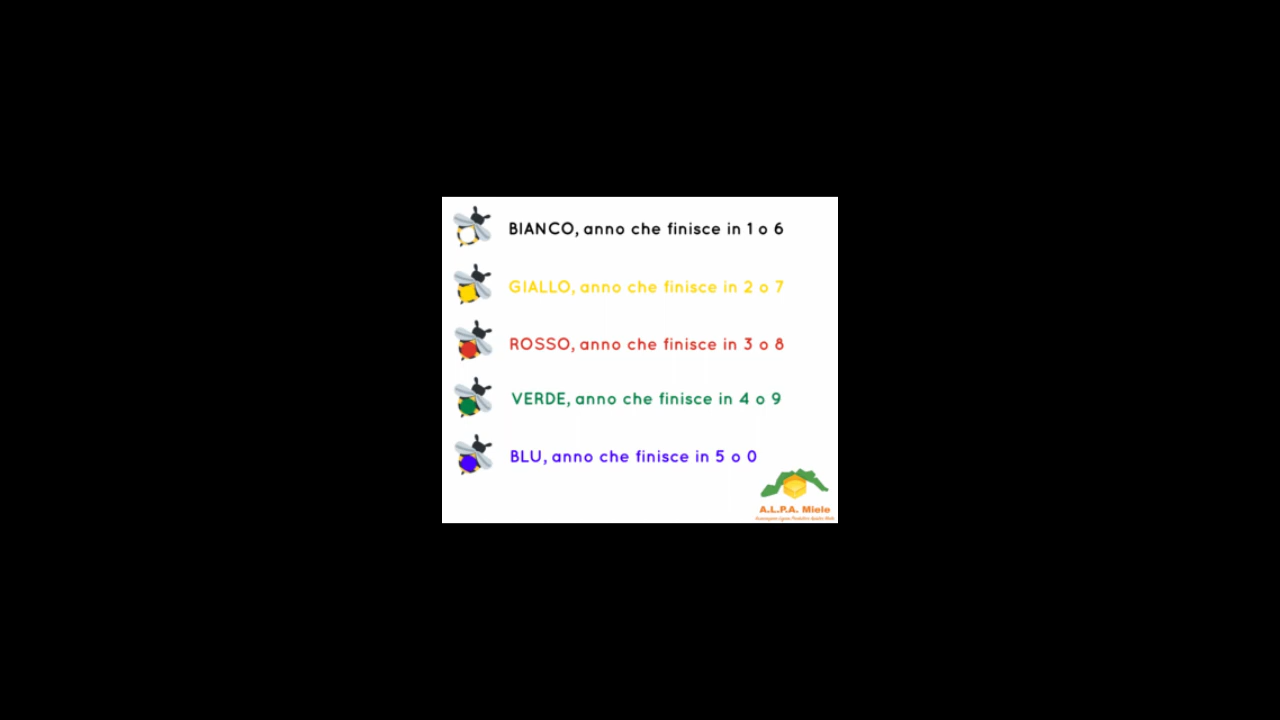 BIANCO, anno che finisce in 1 o 6
GIALLO, anno che finisce in 2 o 7
ROSSO, anno che finisce in 3 o 8
VERDE, anno che finisce in 4 o 9
BLU, anno che finisce in 5 o 0
A.L.P.A. Miele